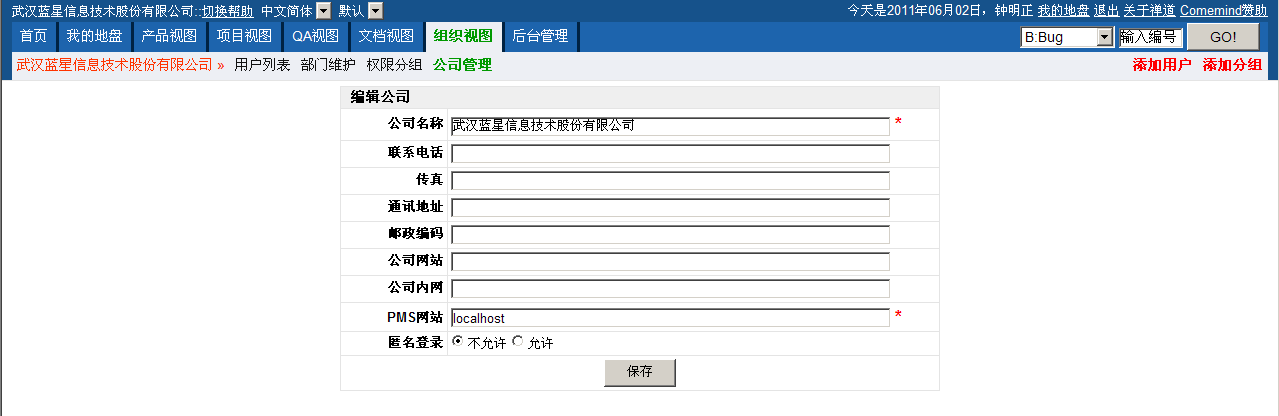 武汉蓝星信息技术股份有限公司::切换帮助 中文简体 默认 今天是2011年06月02日，钟明正 我的地盘 退出 关于禅道 Comemind赞助
首页 我的地盘 产品视图 项目视图 QA视图 文档视图 组织视图 后台管理 B:Bug 输入编号 GO!
武汉蓝星信息技术股份有限公司 » 用户列表 部门维护 权限分组 公司管理 添加用户 添加分组
编辑公司
公司名称 武汉蓝星信息技术股份有限公司 *
联系电话
传真
通讯地址
邮政编码
公司网站
公司内网
PMS网站 localhost *
匿名登录 不允许 允许
保存